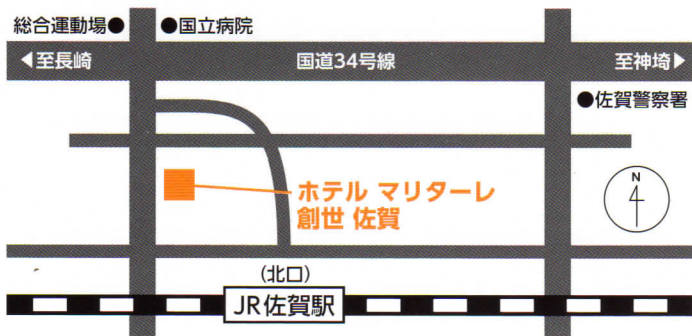 総合運動場●
●国立病院
◀至長崎
国道34号線
至神埼▶
●佐賀警察署
N
ホテル マリターレ
創世 佐賀
(北口)
JR佐賀駅